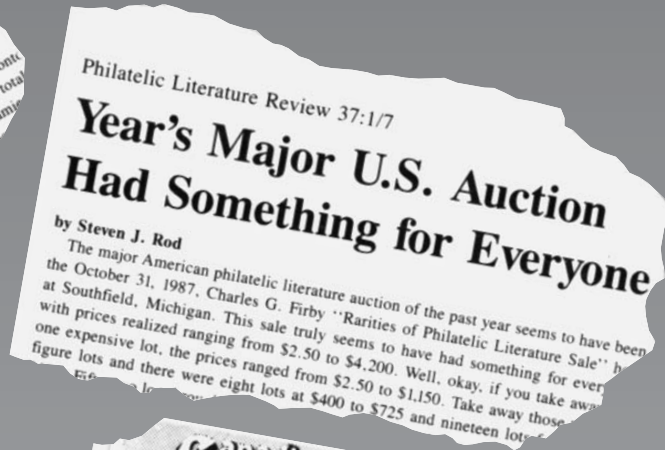 total
Philatelic Literature Review 37:1/7
Year's Major U.S. Auction
Had Something for Everyone
by Steven J. Rod
The major American philatelic literature auction of the past year seems to have been
the October 31, 1987, Charles G. Firby "Rarities of Philatelic Literature Sale"
at Southfield, Michigan. This sale truly seems to have had something for
with prices realized ranging from $2.50 to $4,200. Well, okay, if you take
one expensive lot, the prices ranged from $2.50 to $1,150. Take away those
figure lots and there were eight lots at $400 to $725 and nineteen lots